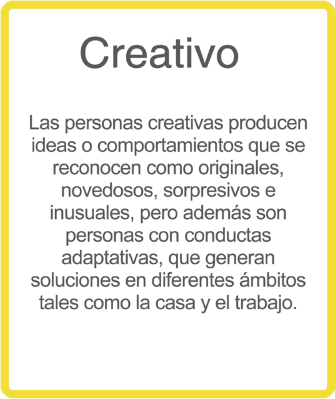 Creativo
Las personas creativas producen
ideas o comportamientos que se
reconocen como originales,
novedosos, sorpresivos e
inusuales, pero además son
personas con conductas
adaptativas, que generan
soluciones en diferentes ámbitos
tales como la casa y el trabajo.